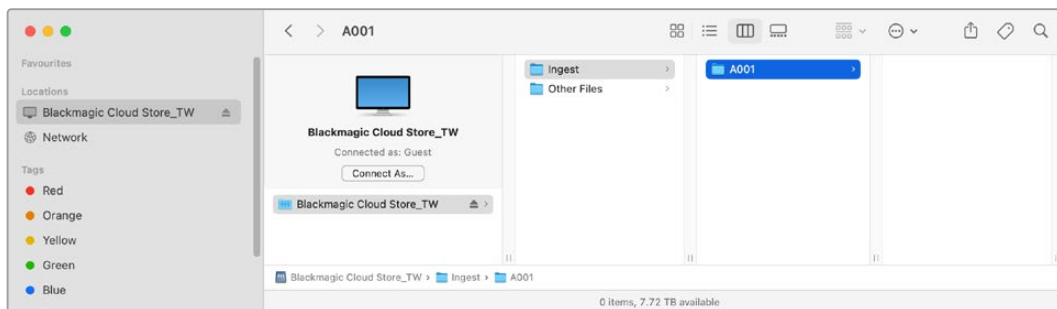 A001
Favourites
Locations
Blackmagic Cloud Store_TW
Network
Tags
Red
Orange
Yellow
Green
Blue
Blackmagic Cloud Store_TW
Connected as: Guest
Connect As...
Blackmagic Cloud Store_TW
Ingest
Other Files
A001
Blackmagic Cloud Store_TW › Ingest › A001
0 items, 7.72 TB available